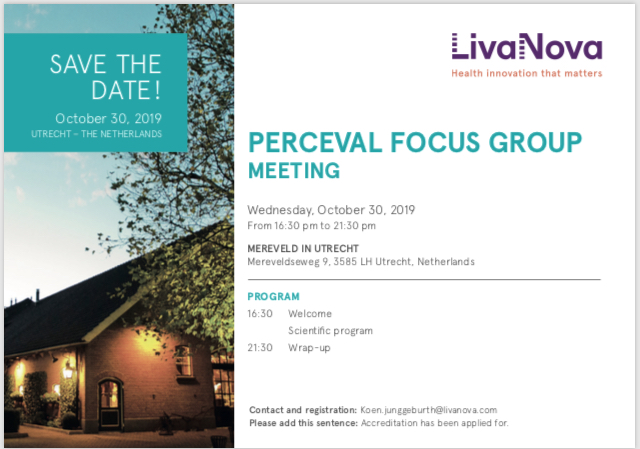 SAVE THE
DATE!
October 30, 2019
UTRECHT – THE NETHERLANDS
LivaNova
Health innovation that matters
PERCEVAL FOCUS GROUP
MEETING
Wednesday, October 30, 2019
From 16:30 pm to 21:30 pm
MEREVELD IN UTRECHT
Mereveldseweg 9, 3585 LH Utrecht, Netherlands
PROGRAM
16:30 Welcome
Scientific program
21:30 Wrap-up
Contact and registration: Koen.junggeburth@livanova.com
Please add this sentence: Accreditation has been applied for.